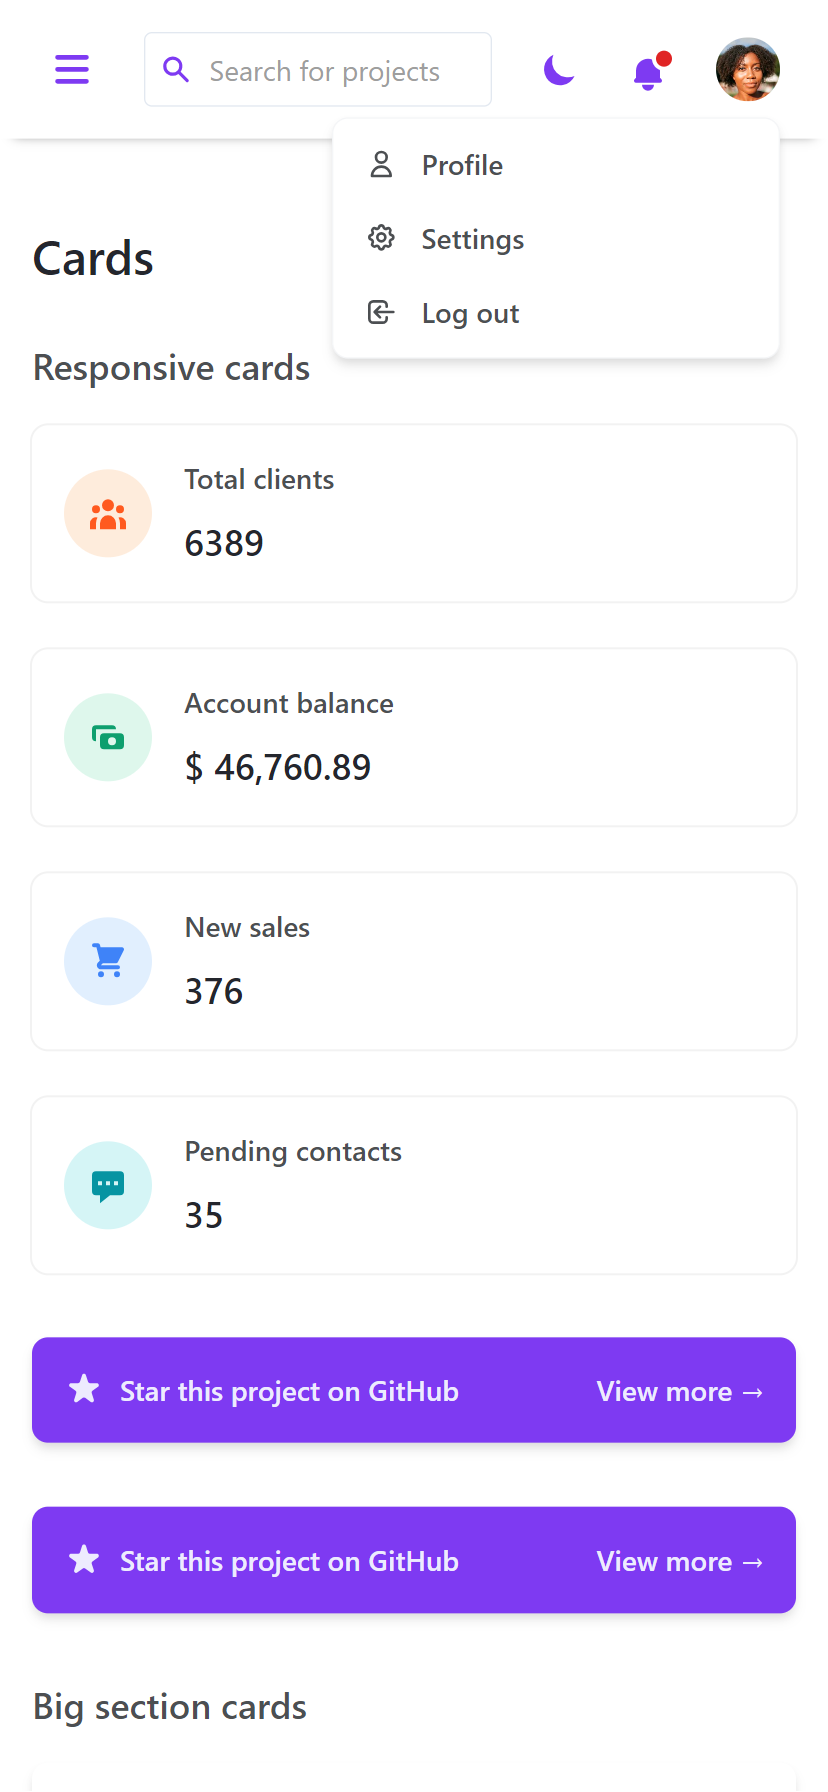 Search for projects
Profile
Settings
Log out
Cards
Responsive cards
Total clients
6389
Account balance
$ 46,760.89
New sales
376
Pending contacts
35
Star this project on GitHub View more →
Star this project on GitHub View more →
Big section cards